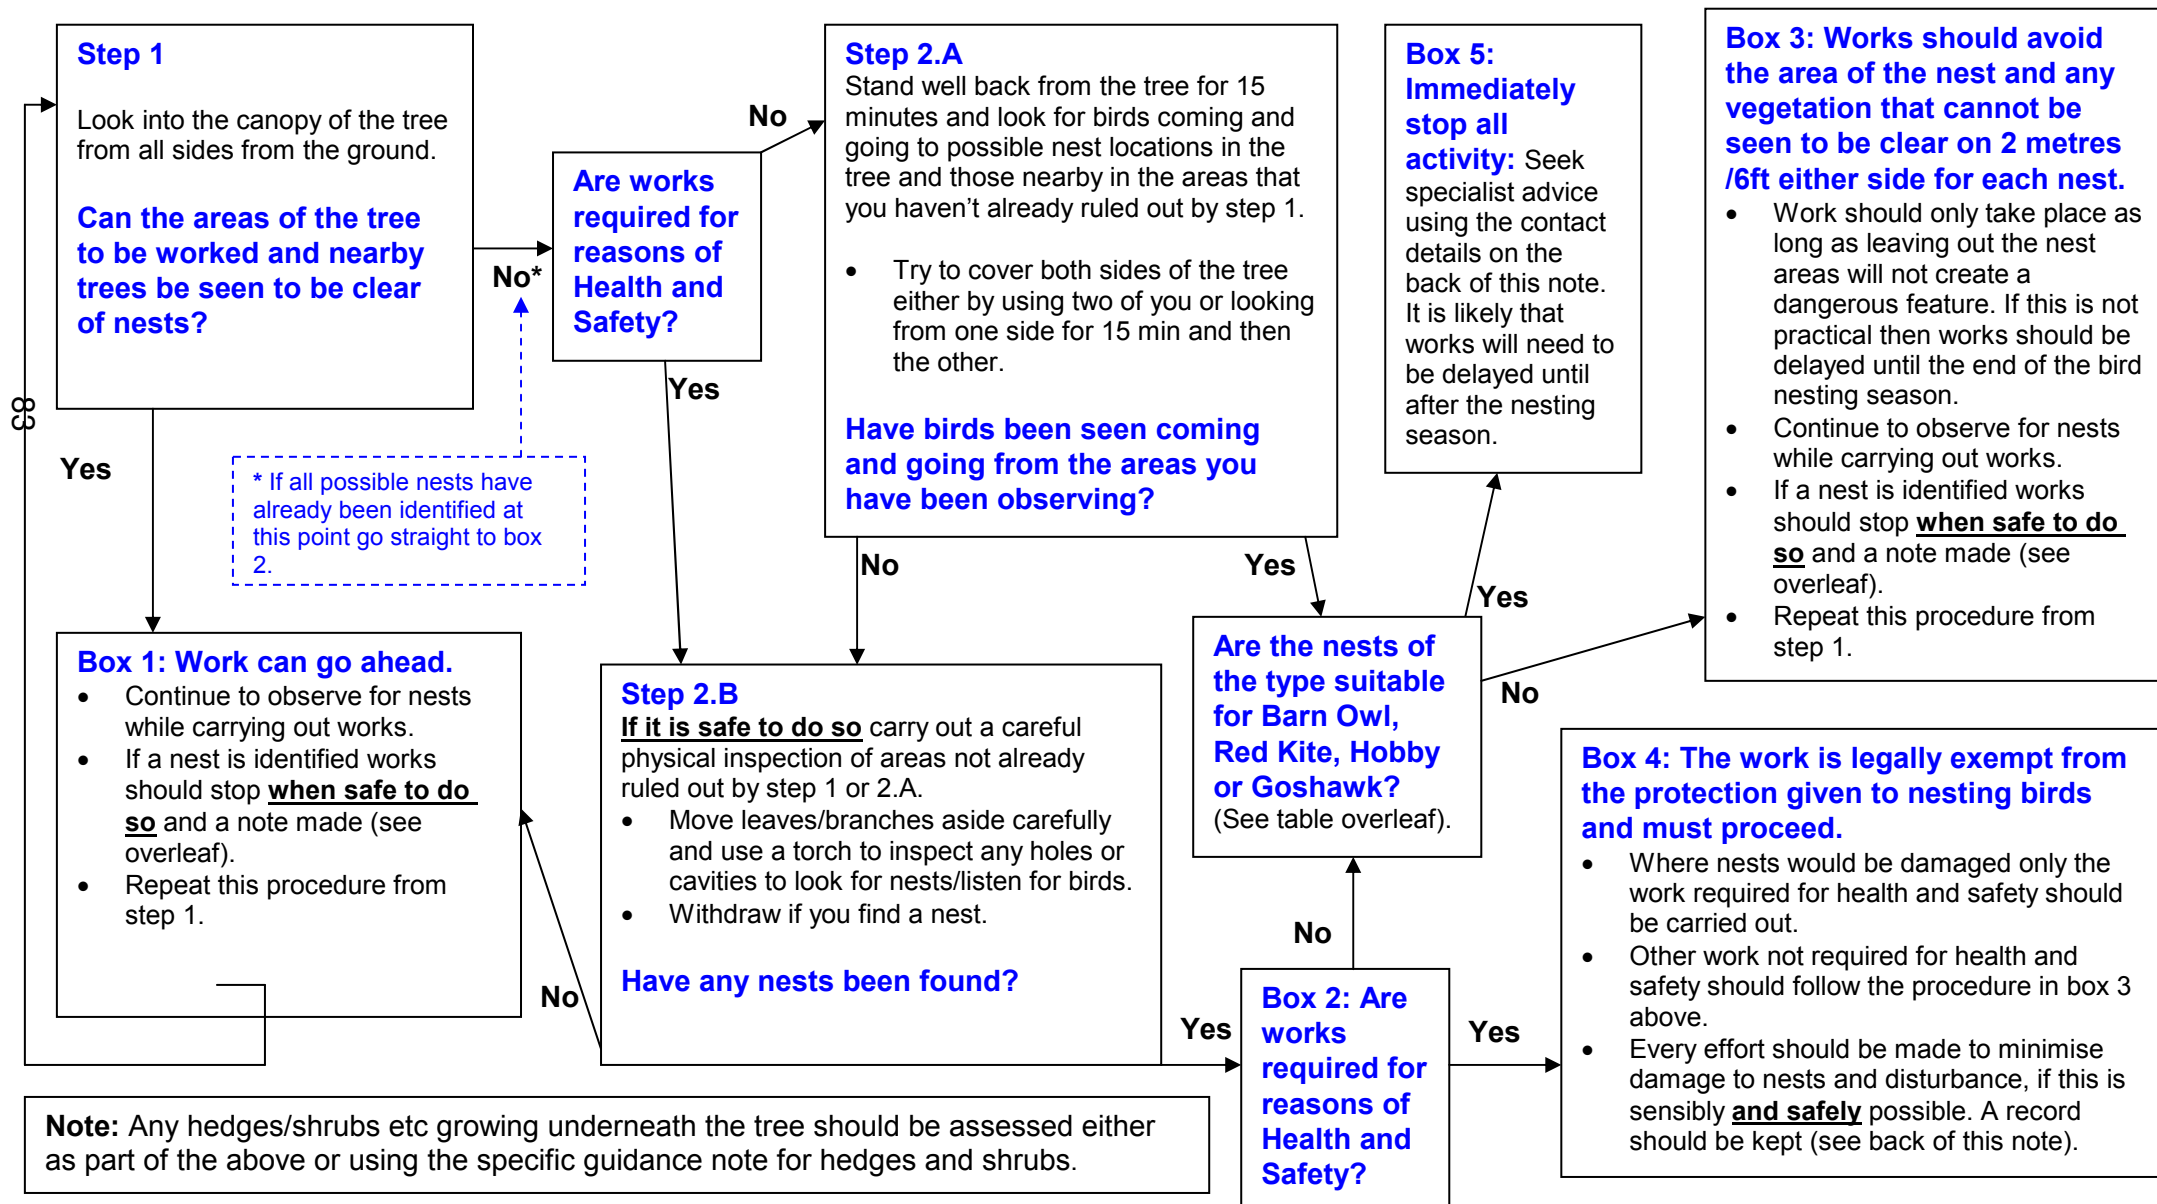 Step 1
Look into the canopy of the tree
from all sides from the ground.
Can the areas of the tree
to be worked and nearby
trees be seen to be clear
of nests?
No*
Yes
83
* If all possible nests have
already been identified at
this point go straight to box
2.
Are works
required for
reasons of
Health and
Safety?
No
Yes
Step 2.A
Stand well back from the tree for 15
minutes and look for birds coming and
going to possible nest locations in the
tree and those nearby in the areas that
you haven’t already ruled out by step 1.
• Try to cover both sides of the tree
either by using two of you or looking
from one side for 15 min and then
the other.
Have birds been seen coming
and going from the areas you
have been observing?
No
Yes
Box 5:
Immediately
stop all
activity: Seek
specialist advice
using the contact
details on the
back of this note.
It is likely that
works will need to
be delayed until
after the nesting
season.
Box 3: Works should avoid
the area of the nest and any
vegetation that cannot be
seen to be clear on 2 metres
/6ft either side for each nest.
• Work should only take place as
long as leaving out the nest
areas will not create a
dangerous feature. If this is not
practical then works should be
delayed until the end of the bird
nesting season.
• Continue to observe for nests
while carrying out works.
• If a nest is identified works
should stop when safe to do
so and a note made (see
overleaf).
• Repeat this procedure from
step 1.
Box 1: Work can go ahead.
• Continue to observe for nests
while carrying out works.
• If a nest is identified works
should stop when safe to do
so and a note made (see
overleaf).
• Repeat this procedure from
step 1.
Step 2.B
If it is safe to do so carry out a careful
physical inspection of areas not already
ruled out by step 1 or 2.A.
• Move leaves/branches aside carefully
and use a torch to inspect any holes or
cavities to look for nests/listen for birds.
• Withdraw if you find a nest.
Have any nests been found?
No
Yes
Are the nests of
the type suitable
for Barn Owl,
Red Kite, Hobby
or Goshawk?
(See table overleaf).
Yes
No
No
Box 2: Are
works
required for
reasons of
Health and
Safety?
Yes
Box 4: The work is legally exempt from
the protection given to nesting birds
and must proceed.
• Where nests would be damaged only the
work required for health and safety should
be carried out.
• Other work not required for health and
safety should follow the procedure in box 3
above.
• Every effort should be made to minimise
damage to nests and disturbance, if this is
sensibly and safely possible. A record
should be kept (see back of this note).
Note: Any hedges/shrubs etc growing underneath the tree should be assessed either
as part of the above or using the specific guidance note for hedges and shrubs.